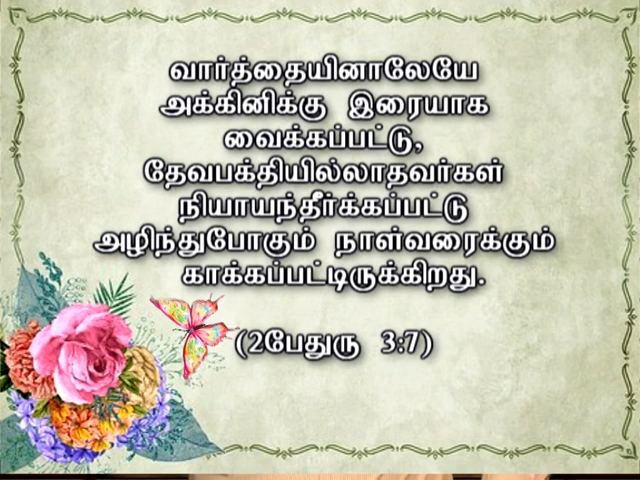 வார்த்தையினாலேயே
அக்கினிக்கு இரையாக
வைக்கப்பட்டு,
தேவபக்தியில்லாதவர்கள்
நியாயந்தீர்க்கப்பட்டு
அழிந்துபோகும் நாள்வரைக்கும்
காக்கப்பட்டிருக்கிறது.
(2பேதுரு 3:7)